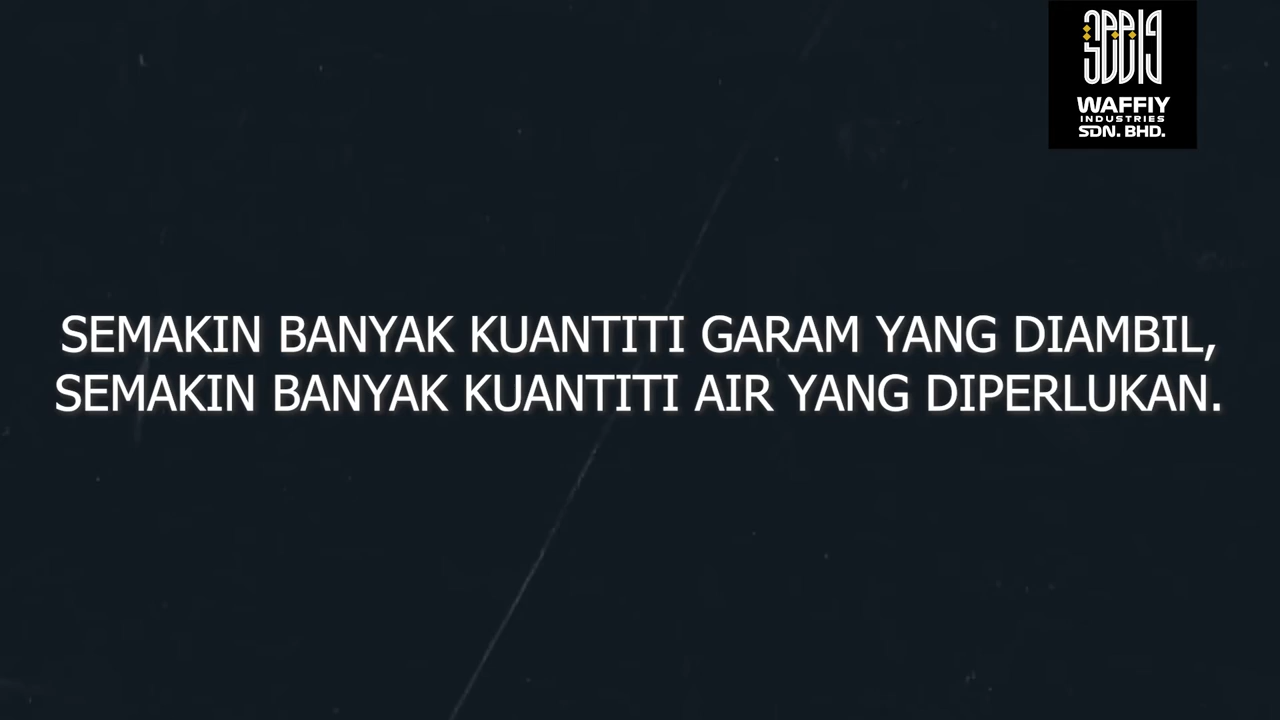 WAFFIY
INDUSTRIES
SDN. BHD.
SEMAKIN BANYAK KUANTITI GARAM YANG DIAMBIL,
SEMAKIN BANYAK KUANTITI AIR YANG DIPERLUKAN.